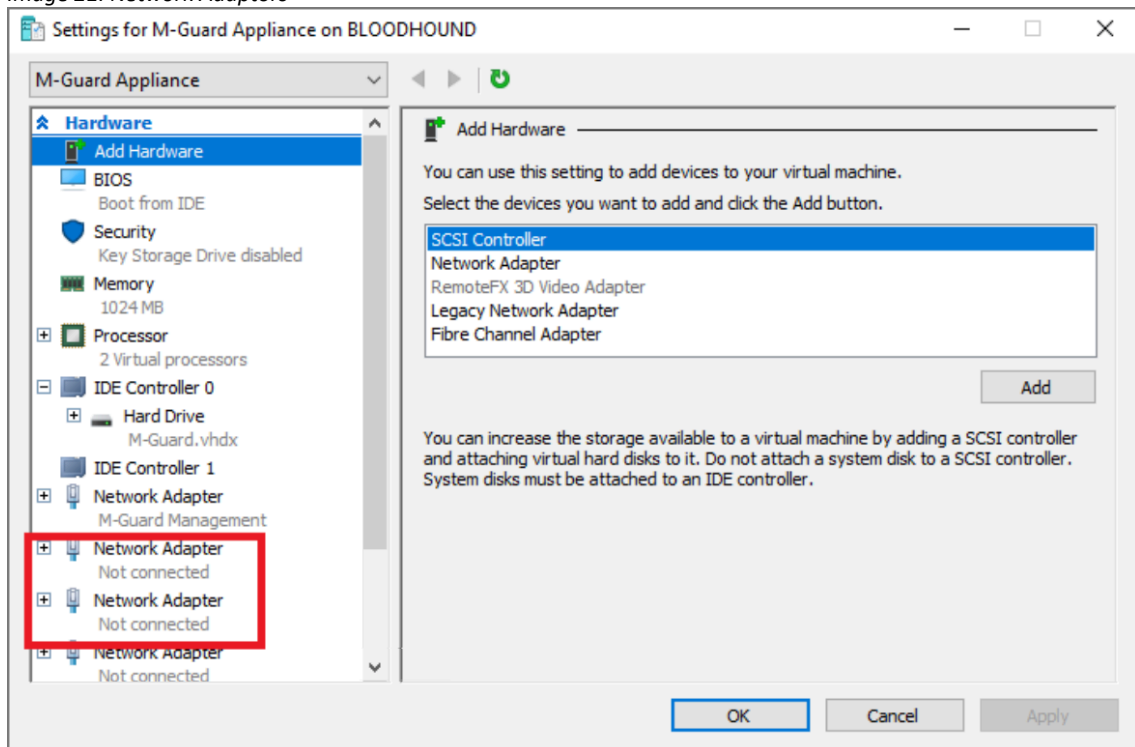 Settings for M-Guard Appliance on BLOODHOUND
M-Guard Appliance
Hardware
Add Hardware
BIOS
Boot from IDE
Security
Key Storage Drive disabled
Memory
1024 MB
Processor
2 Virtual processors
IDE Controller 0
Hard Drive
M-Guard.vhdx
IDE Controller 1
Network Adapter
M-Guard Management
Network Adapter
Not connected
Network Adapter
Not connected
Network Adapter
Not connected
Add Hardware
You can use this setting to add devices to your virtual machine.
Select the devices you want to add and click the Add button.
SCSI Controller
Network Adapter
RemoteFX 3D Video Adapter
Legacy Network Adapter
Fibre Channel Adapter
Add
You can increase the storage available to a virtual machine by adding a SCSI controller
and attaching virtual hard disks to it. Do not attach a system disk to a SCSI controller.
System disks must be attached to an IDE controller.
OK
Cancel
Apply